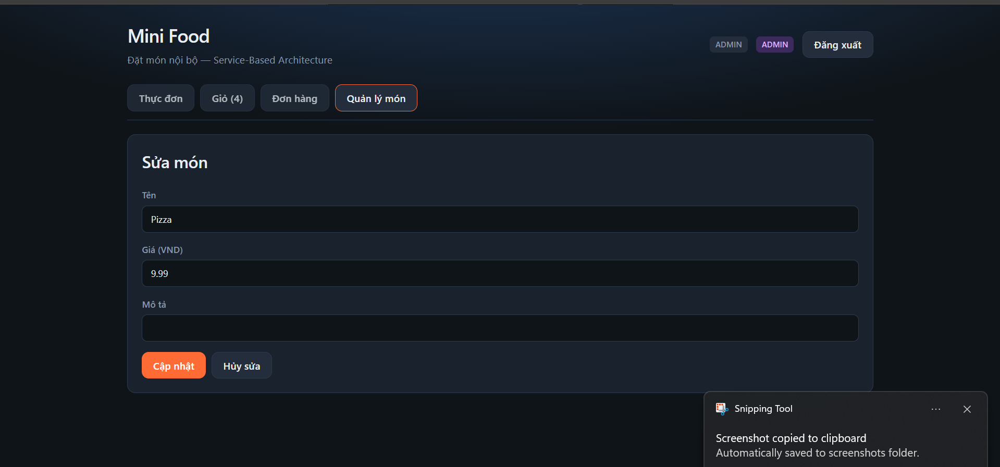 Mini Food
Đặt món nội bộ — Service-Based Architecture
ADMIN
ADMIN
Đăng xuất
Thực đơn
Giỏ (4)
Đơn hàng
Quản lý món
Sửa món
Tên
Pizza
Giá (VND)
9.99
Mô tả
Cập nhật
Hủy sửa
Snipping Tool
Screenshot copied to clipboard
Automatically saved to screenshots folder.